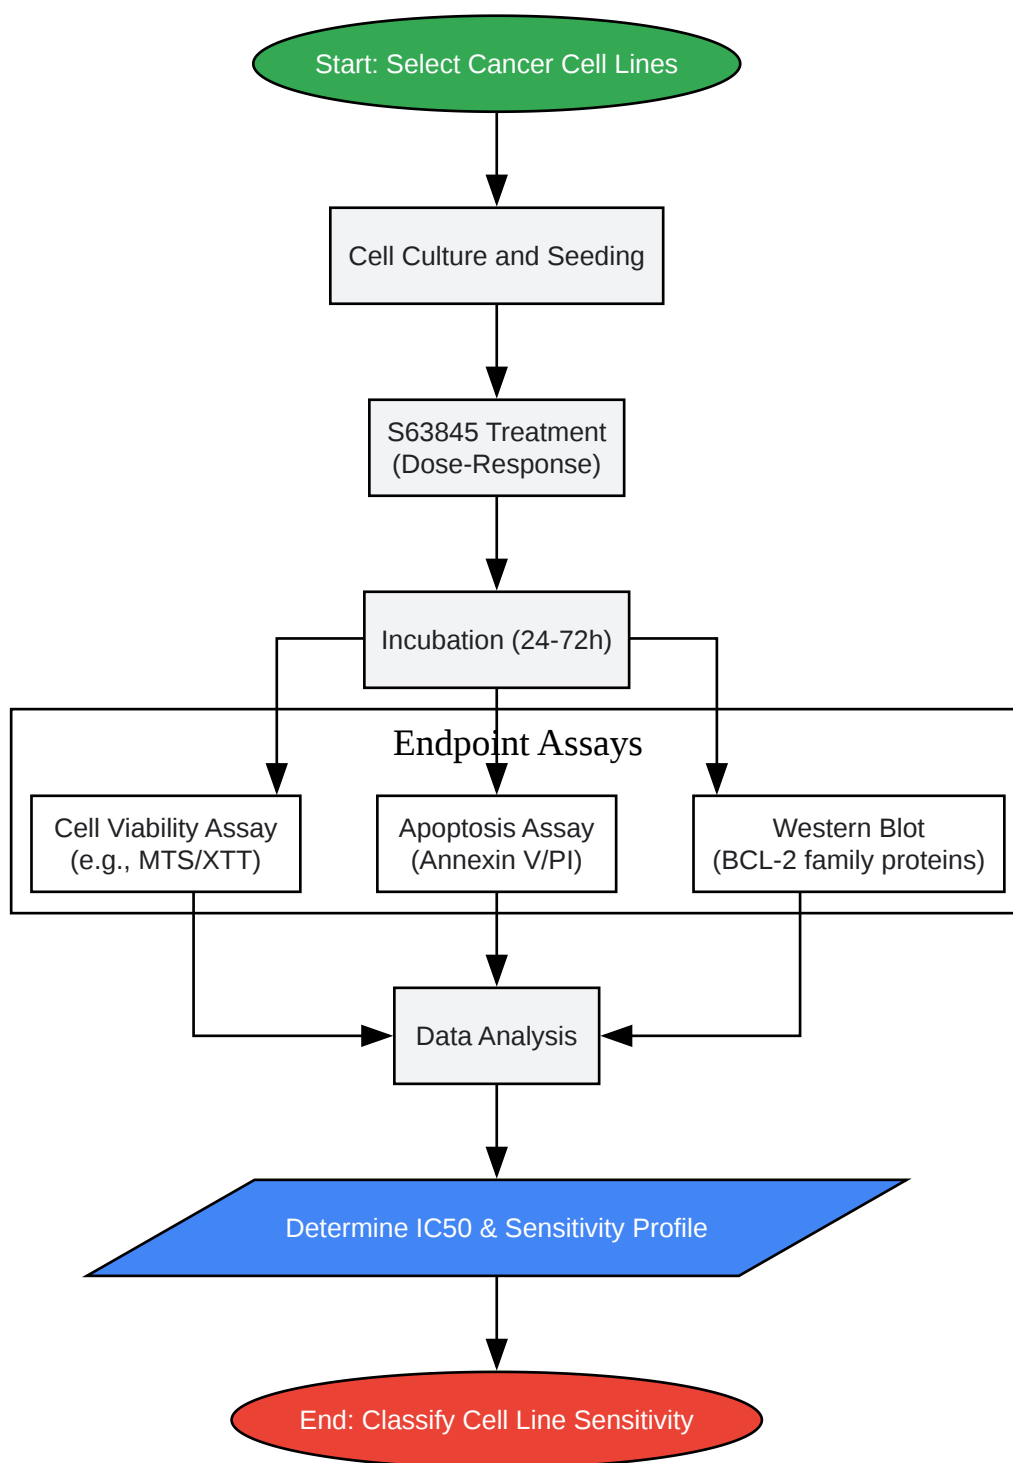 Start: Select Cancer Cell Lines
Cell Culture and Seeding
S63845 Treatment
(Dose-Response)
Incubation (24-72h)
Endpoint Assays
Cell Viability Assay
(e.g., MTS/XTT)
Apoptosis Assay
(Annexin V/PI)
Western Blot
(BCL-2 family proteins)
Data Analysis
Determine IC50 & Sensitivity Profile
End: Classify Cell Line Sensitivity